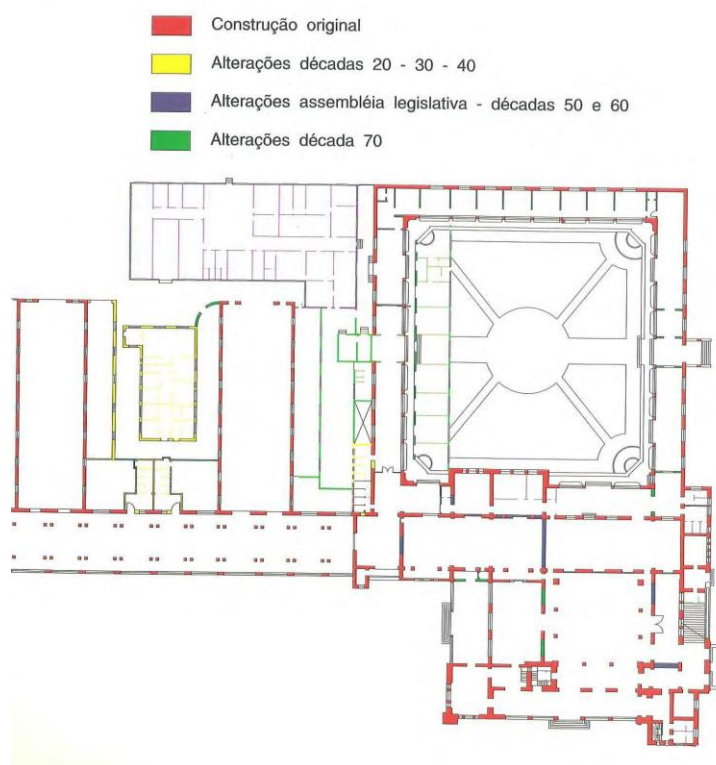 Construção original
Alterações décadas 20 - 30 - 40
Alterações assembléia legislativa - décadas 50 e 60
Alterações década 70